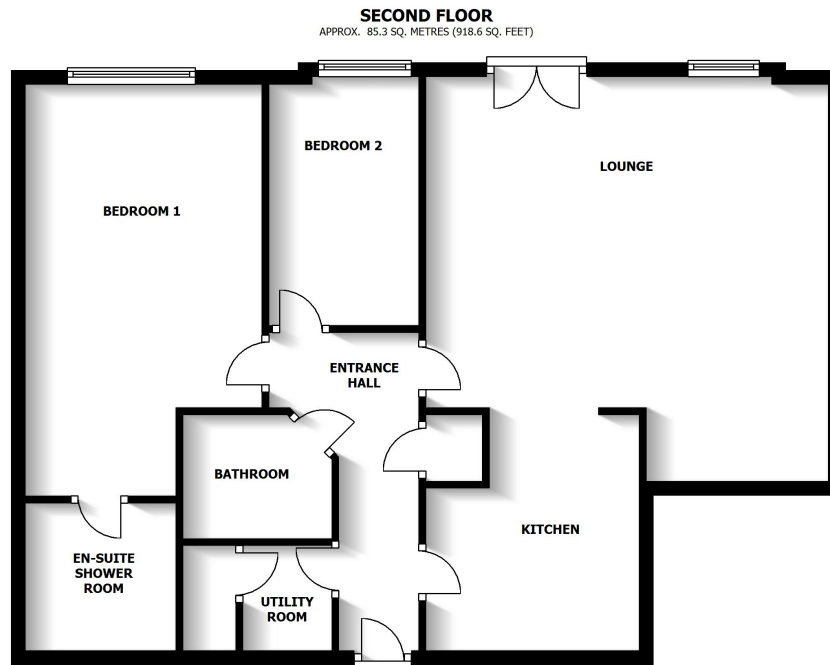 SECOND FLOOR
APPROX. 85.3 SQ. METRES (918.6 SQ. FEET)
BEDROOM 2
LOUNGE
BEDROOM 1
ENTRANCE
HALL
BATHROOM
KITCHEN
EN-SUITE
SHOWER
ROOM
UTILITY
ROOM